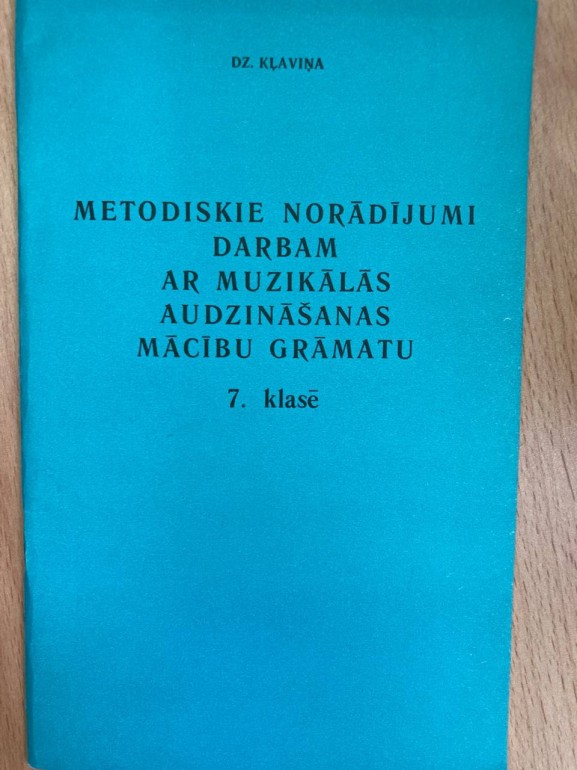 DZ. KĻAVIŅA
METODISKIE NORĀDĪJUMI
DARBAM
AR MUZIKĀLĀS
AUDZINĀŠANAS
MĀCĪBU GRĀMATU
7. klasē